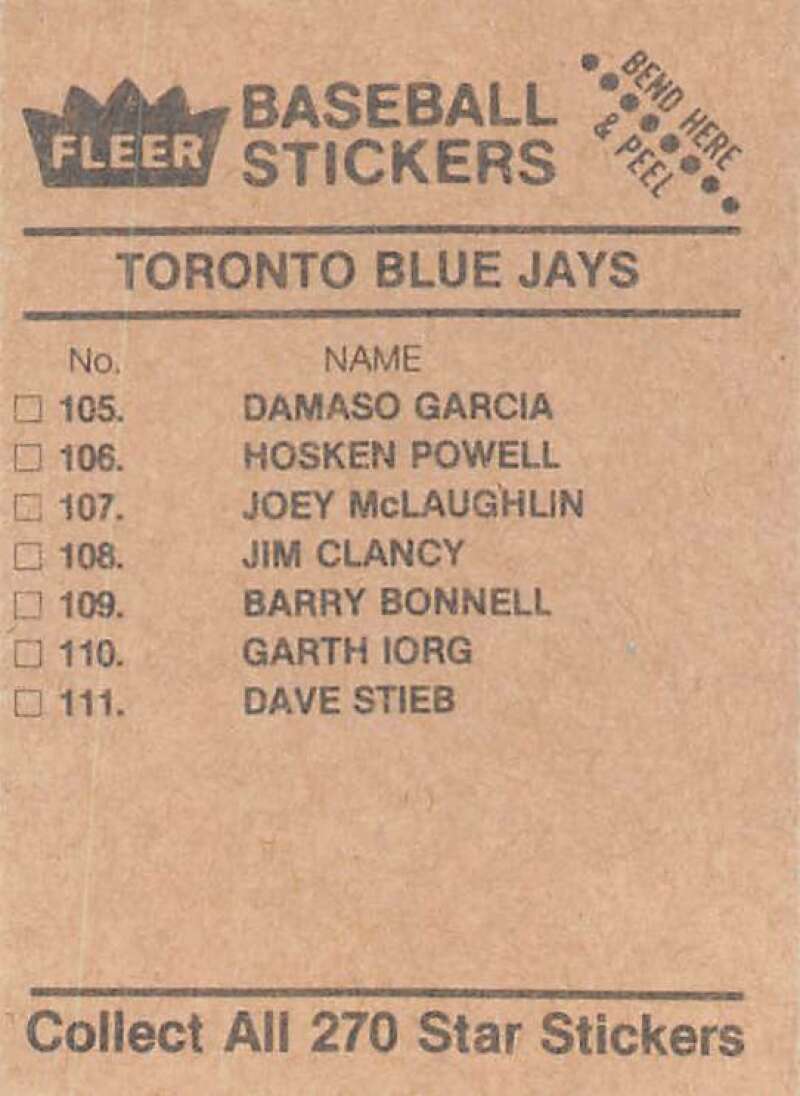 FLEER
BASEBALL
STICKERS
BEND HERE
& PEEL
TORONTO BLUE JAYS
No. NAME
105. DAMASO GARCIA
106. HOSKEN POWELL
107. JOEY McLAUGHLIN
108. JIM CLANCY
109. BARRY BONNELL
110. GARTH IORG
111. DAVE STIEB
Collect All 270 Star Stickers